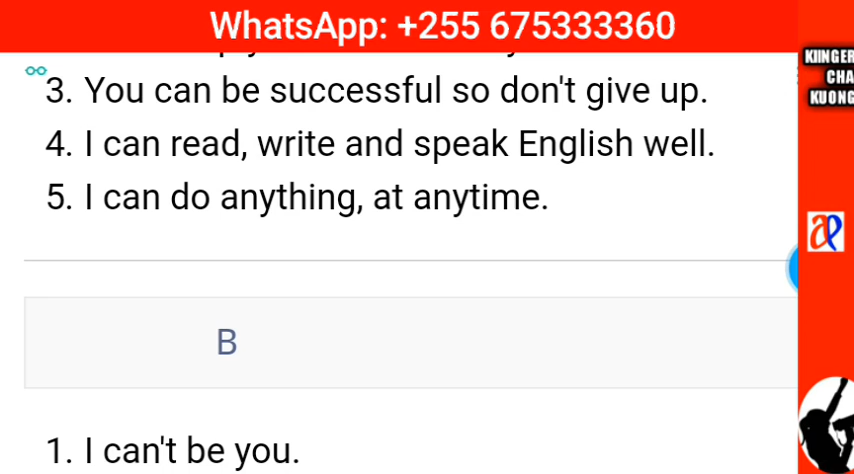 WhatsApp: +255 675333360
3. You can be successful so don't give up.
4. I can read, write and speak English well.
5. I can do anything, at anytime.
B
1. I can't be you.
KIINGER
CHA
KUONG